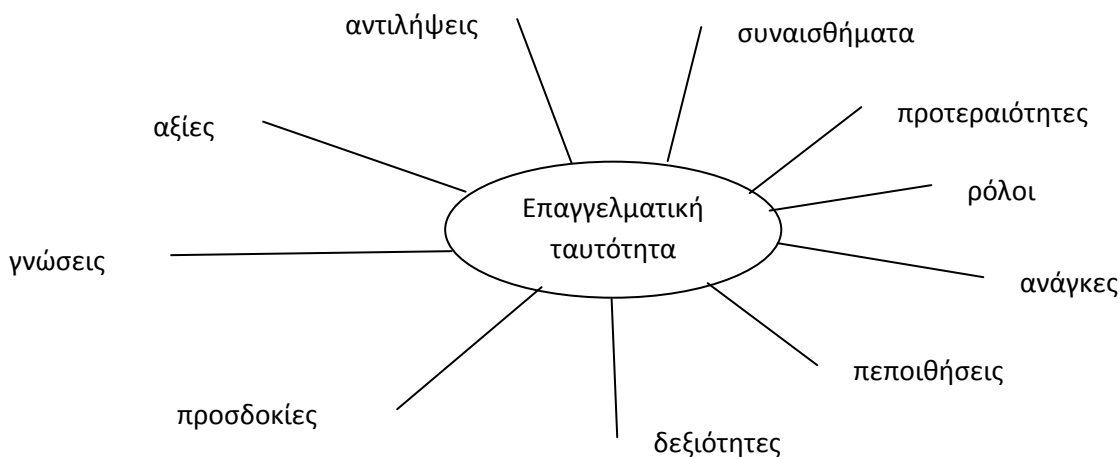 αντιλήψεις
συναισθήματα
αξίες
προτεραιότητες
ρόλοι
Επαγγελματική
ταυτότητα
γνώσεις
ανάγκες
πεποιθήσεις
προσδοκίες
δεξιότητες